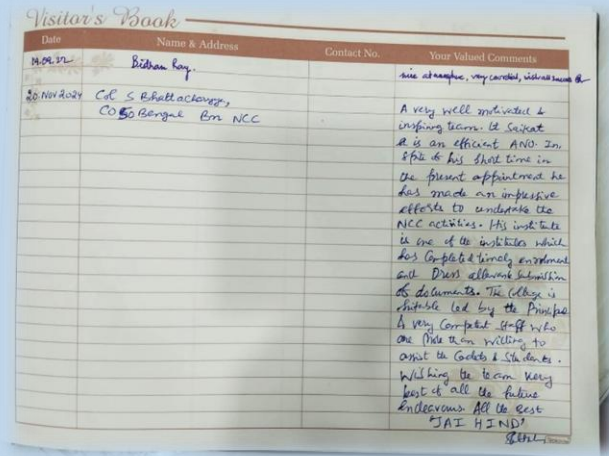 Visitor's Book
Date Name & Address Contact No. Your Valued Comments
Bidhan Ray. nice atmosphere, very
20 Nov 2024 Col S Bhattacharyya,
CO 50 Bengal Bn NCC
A very well motivated &
inspiring team. Lt Saikat
is an efficient ANO. In
spite of his short time in
the present appointment he
has made an impressive
efforts to undertake the
NCC activities. His institute
is one of the institutes which
has Completed timely enrolment
and Dress allowance Submission
of documents. The College is
led by the Principal
& very Competent Staff who
are more than willing to
assist the Cadets & Students.
Wishing the team very
best of all the future
endeavours. All the Best
'JAI HIND'